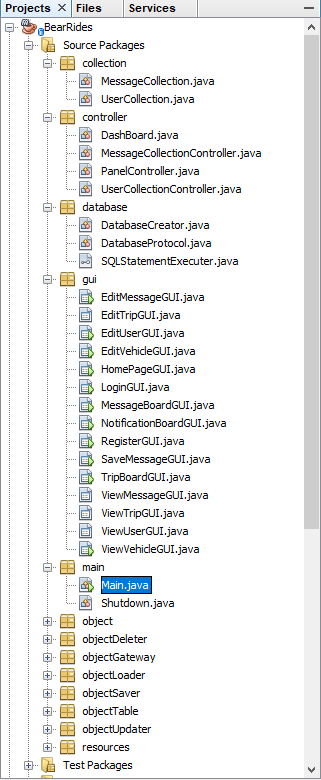 Projects Files Services
BearRides
Source Packages
collection
MessageCollection.java
UserCollection.java
controller
DashBoard.java
MessageCollectionController.java
PanelController.java
UserCollectionController.java
database
DatabaseCreator.java
DatabaseProtocol.java
SQLStatementExecuter.java
gui
EditMessageGUI.java
EditTripGUI.java
EditUserGUI.java
EditVehicleGUI.java
HomePageGUI.java
LoginGUI.java
MessageBoardGUI.java
NotificationBoardGUI.java
RegisterGUI.java
SaveMessageGUI.java
TripBoardGUI.java
ViewMessageGUI.java
ViewTripGUI.java
ViewUserGUI.java
ViewVehicleGUI.java
main
Main.java
Shutdown.java
object
objectDeleter
objectGateway
objectLoader
objectSaver
objectTable
objectUpdater
resources
Test Packages